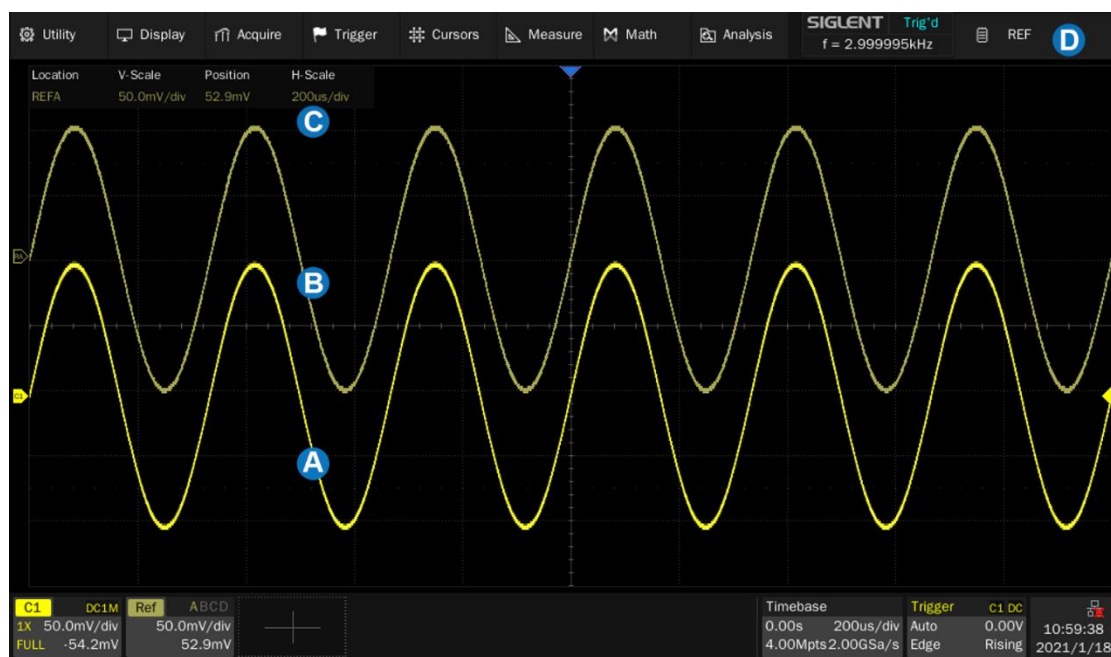 Utility Display Acquire Trigger Cursors Measure Math Analysis SIGLENT Trig'd REF D
f = 2.999995kHz
Location V-Scale Position H-Scale
REFA 50.0mV/div 52.9mV 200us/div
C
RA
B
C1
A
C1 DC1M Ref ABCD Timebase Trigger C1 DC
1X 50.0mV/div 50.0mV/div 0.00s 200us/div Auto 0.00V 10:59:38
FULL -54.2mV 52.9mV 4.00Mpts 2.00GSa/s Edge Rising 2021/1/18